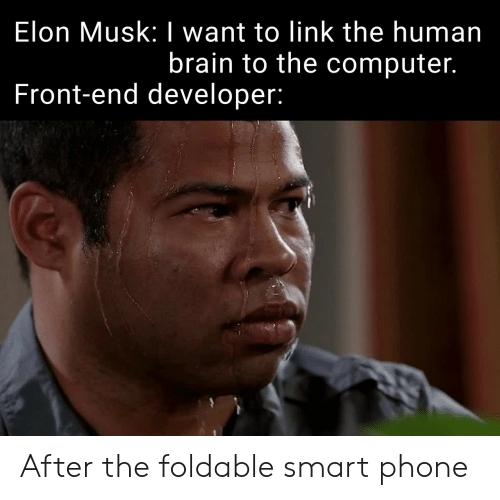 Elon Musk: I want to link the human
brain to the computer.
Front-end developer:
After the foldable smart phone